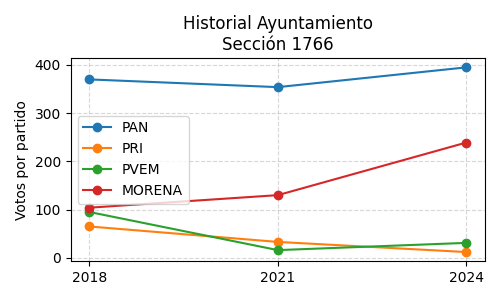 Historial Ayuntamiento
Sección 1766
Votos por partido
400
300
200
100
0
PAN
PRI
PVEM
MORENA
2018
2021
2024